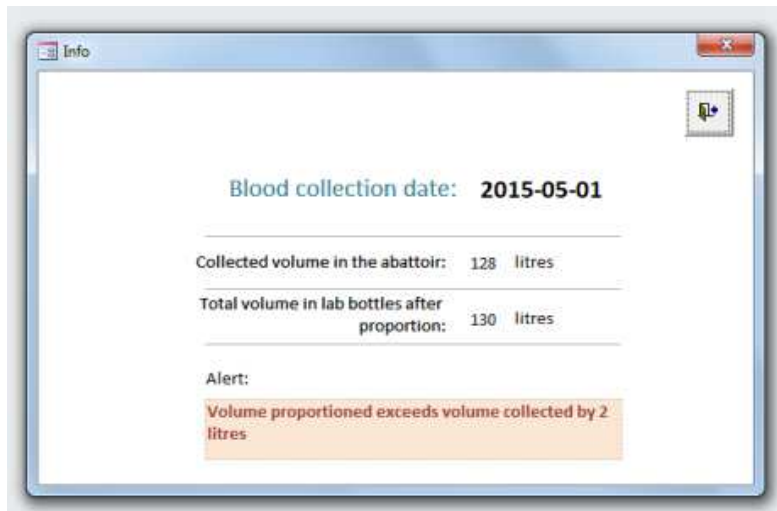 Info
Blood collection date: 2015-05-01
Collected volume in the abattoir: 128 litres
Total volume in lab bottles after
proportion: 130 litres
Alert:
Volume proportioned exceeds volume collected by 2
litres